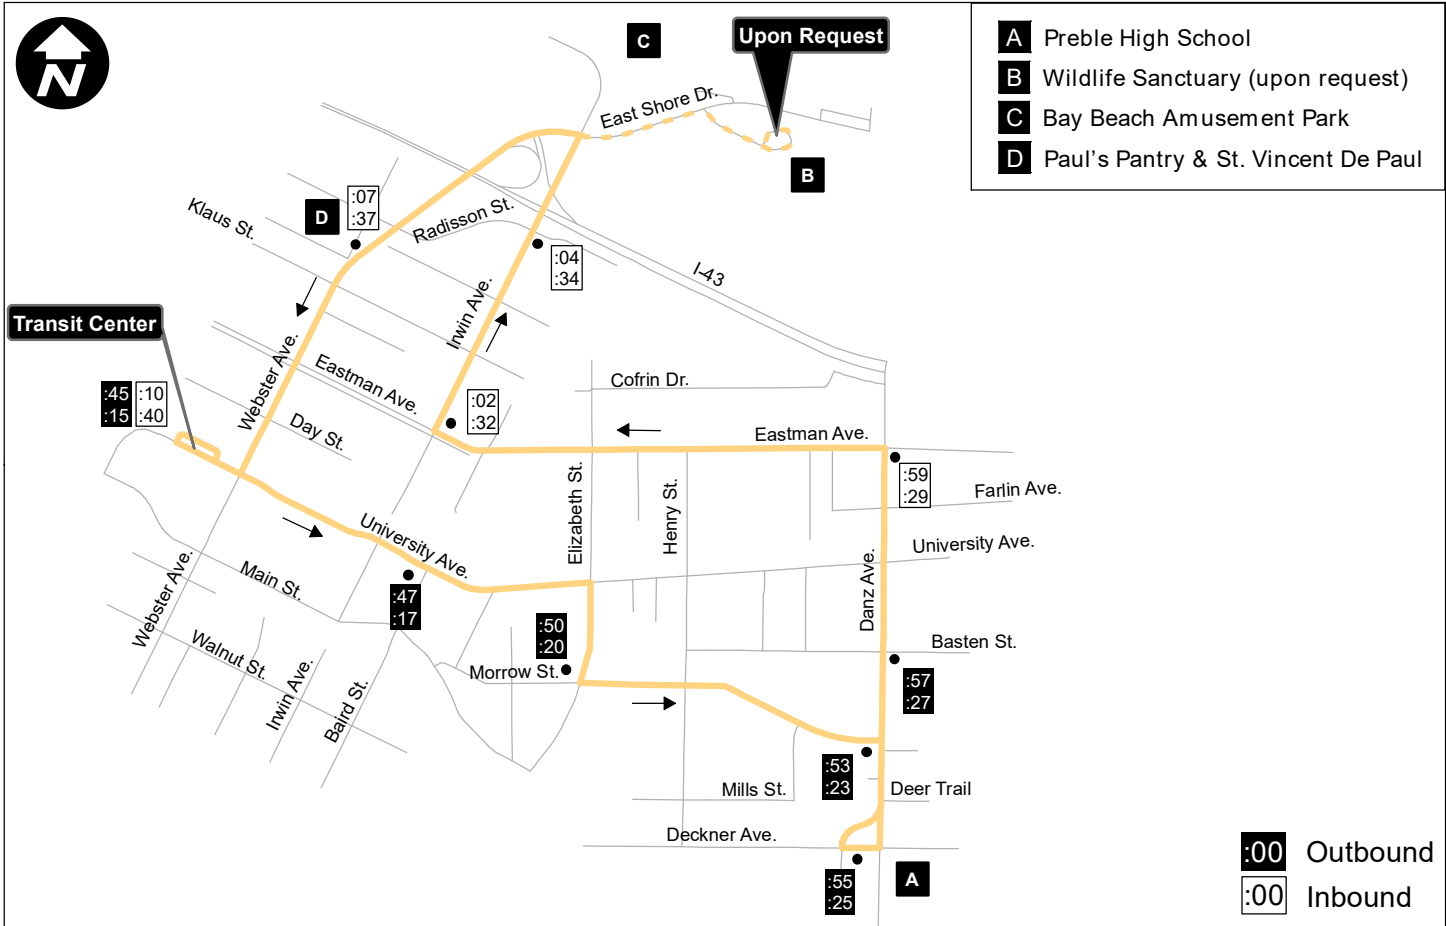 N
C
Upon Request
A Preble High School
B Wildlife Sanctuary (upon request)
C Bay Beach Amusement Park
D Paul's Pantry & St. Vincent De Paul
East Shore Dr.
B
:07
:37
D
Klaus St.
Radisson St.
:04
:34
I-43
Irwin Ave.
Transit Center
Webster Ave.
Eastman Ave.
Cofrin Dr.
:45 :10
:15 :40
:02
:32
Day St.
Eastman Ave.
:59
:29
Farlin Ave.
Elizabeth St.
Henry St.
University Ave.
University Ave.
Danz Ave.
Main St.
Webster Ave.
:47
:17
:50
:20
Basten St.
Walnut St.
Morrow St.
:57
:27
Irwin Ave.
Baird St.
:53
:23
Mills St.
Deer Trail
Deckner Ave.
A
:55
:25
:00 Outbound
:00 Inbound